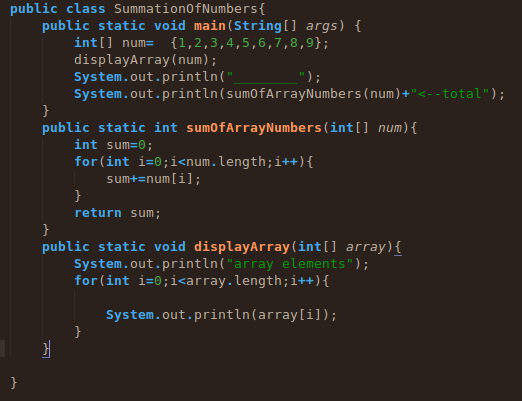 public class SummationOfNumbers{
    public static void main(String[] args) {
        int[] num=  {1,2,3,4,5,6,7,8,9};
        displayArray(num);
        System.out.println("________");
        System.out.println(sumOfArrayNumbers(num)+"<--total");
    }
    public static int sumOfArrayNumbers(int[] num){
        int sum=0;
        for(int i=0;i<num.length;i++){
            sum+=num[i];
        }
        return sum;
    }
    public static void displayArray(int[] array){
        System.out.println("array elements");
        for(int i=0;i<array.length;i++){

            System.out.println(array[i]);
        }
    }

}